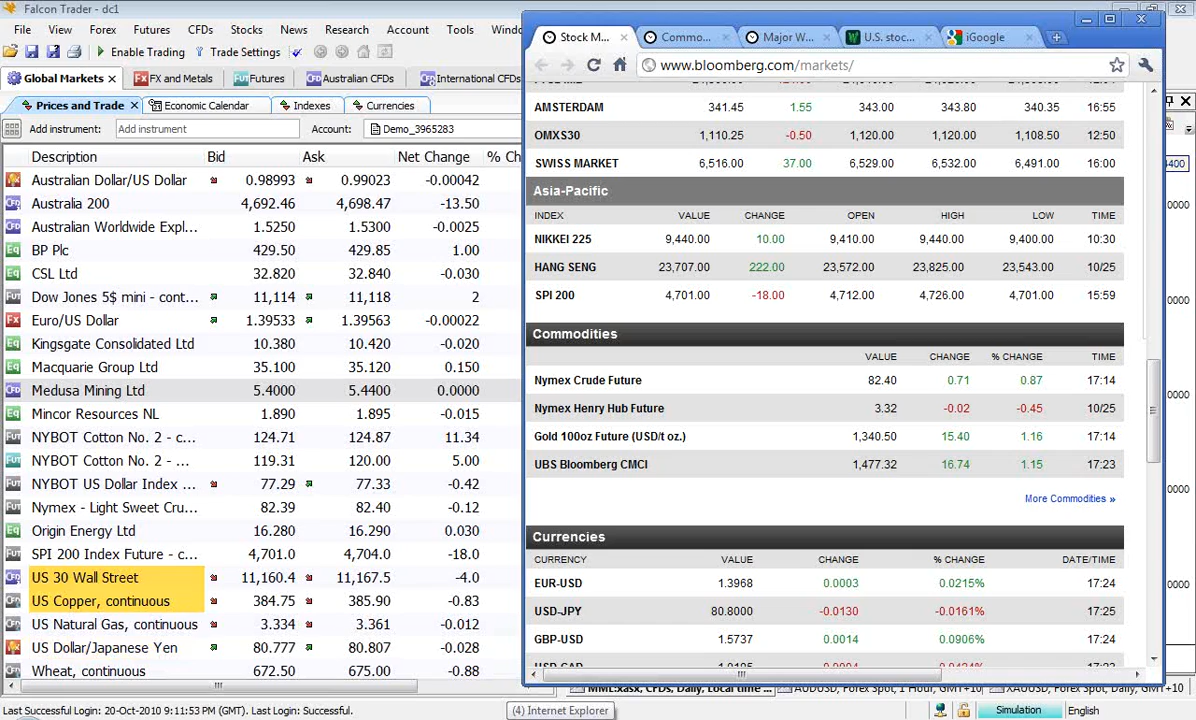 Falcon Trader - dc1
File View Futures CFDs Stocks Forex News Research Account Tools
Enable Trading Trade Settings
Global Markets FX and Metals Futures Australian CFDs International CFDs
Prices and Trade Economic Calendar Indexes Currencies
Add instrument: Add instrument Account: Demo_3965283
Description Bid Ask Net Change % Ch
Australian Dollar/US Dollar 0.98993 0.99023 -0.00042
Australia 200 4,692.46 4,698.47 -13.50
Australian Worldwide Expl... 1.5250 1.5300 -0.0025
BP Plc 429.50 429.85 1.00
CSL Ltd 32.820 32.840 -0.030
Dow Jones 5$ mini - cont... 11,114 11,118 2
Euro/US Dollar 1.39533 1.39563 -0.00022
Kingsgate Consolidated Ltd 10.380 10.420 -0.020
Macquarie Group Ltd 35.100 35.120 0.150
Medusa Mining Ltd 5.4000 5.4400 0.0000
Mincor Resources NL 1.890 1.895 -0.015
NYBOT Cotton No. 2 - c... 124.71 124.87 11.34
NYBOT Cotton No. 2 - ... 119.31 120.00 5.00
NYBOT US Dollar Index ... 77.29 77.33 -0.42
Nymex - Light Sweet Cru... 82.39 82.40 -0.12
Origin Energy Ltd 16.280 16.290 0.030
SPI 200 Index Future - c... 4,701.0 4,704.0 -18.0
US 30 Wall Street 11,160.4 11,167.5 -4.0
US Copper, continuous 384.75 385.90 -0.83
US Natural Gas, continuous 3.334 3.361 -0.012
US Dollar/Japanese Yen 80.777 80.807 -0.028
Wheat, continuous 672.50 675.00 -0.88
Stock M... Commo... Major W... U.S. stoc... iGoogle
www.bloomberg.com/markets/
AMSTERDAM 341.45 1.55 343.00 343.80 340.35 16:55
OMXS30 1,110.25 -0.50 1,120.00 1,120.00 1,108.50 12:50
SWISS MARKET 6,516.00 37.00 6,529.00 6,532.00 6,491.00 16:00
Asia-Pacific
INDEX VALUE CHANGE OPEN HIGH LOW TIME
NIKKEI 225 9,440.00 10.00 9,410.00 9,440.00 9,400.00 10:30
HANG SENG 23,707.00 222.00 23,572.00 23,825.00 23,543.00 10/25
SPI 200 4,701.00 -18.00 4,712.00 4,726.00 4,701.00 15:59
Commodities
VALUE CHANGE % CHANGE TIME
Nymex Crude Future 82.40 0.71 0.87 17:14
Nymex Henry Hub Future 3.32 -0.02 -0.45 10/25
Gold 100oz Future (USD/t oz.) 1,340.50 15.40 1.16 17:14
UBS Bloomberg CMCI 1,477.32 16.74 1.15 17:23
More Commodities »
Currencies
CURRENCY VALUE CHANGE % CHANGE DATE/TIME
EUR-USD 1.3968 0.0003 0.0215% 17:24
USD-JPY 80.8000 -0.0130 -0.0161% 17:25
GBP-USD 1.5737 0.0014 0.0906% 17:24
MML:xasx, CFDs, Daily, Local time ... AUDUSD, Forex Spot, 1 Hour, GMT+10 XAUUSD, Forex Spot, Daily, GMT+10
Last Successful Login: 20-Oct-2010 9:11:53 PM (GMT). Last Login: Successful. (4) Internet Explorer Simulation English